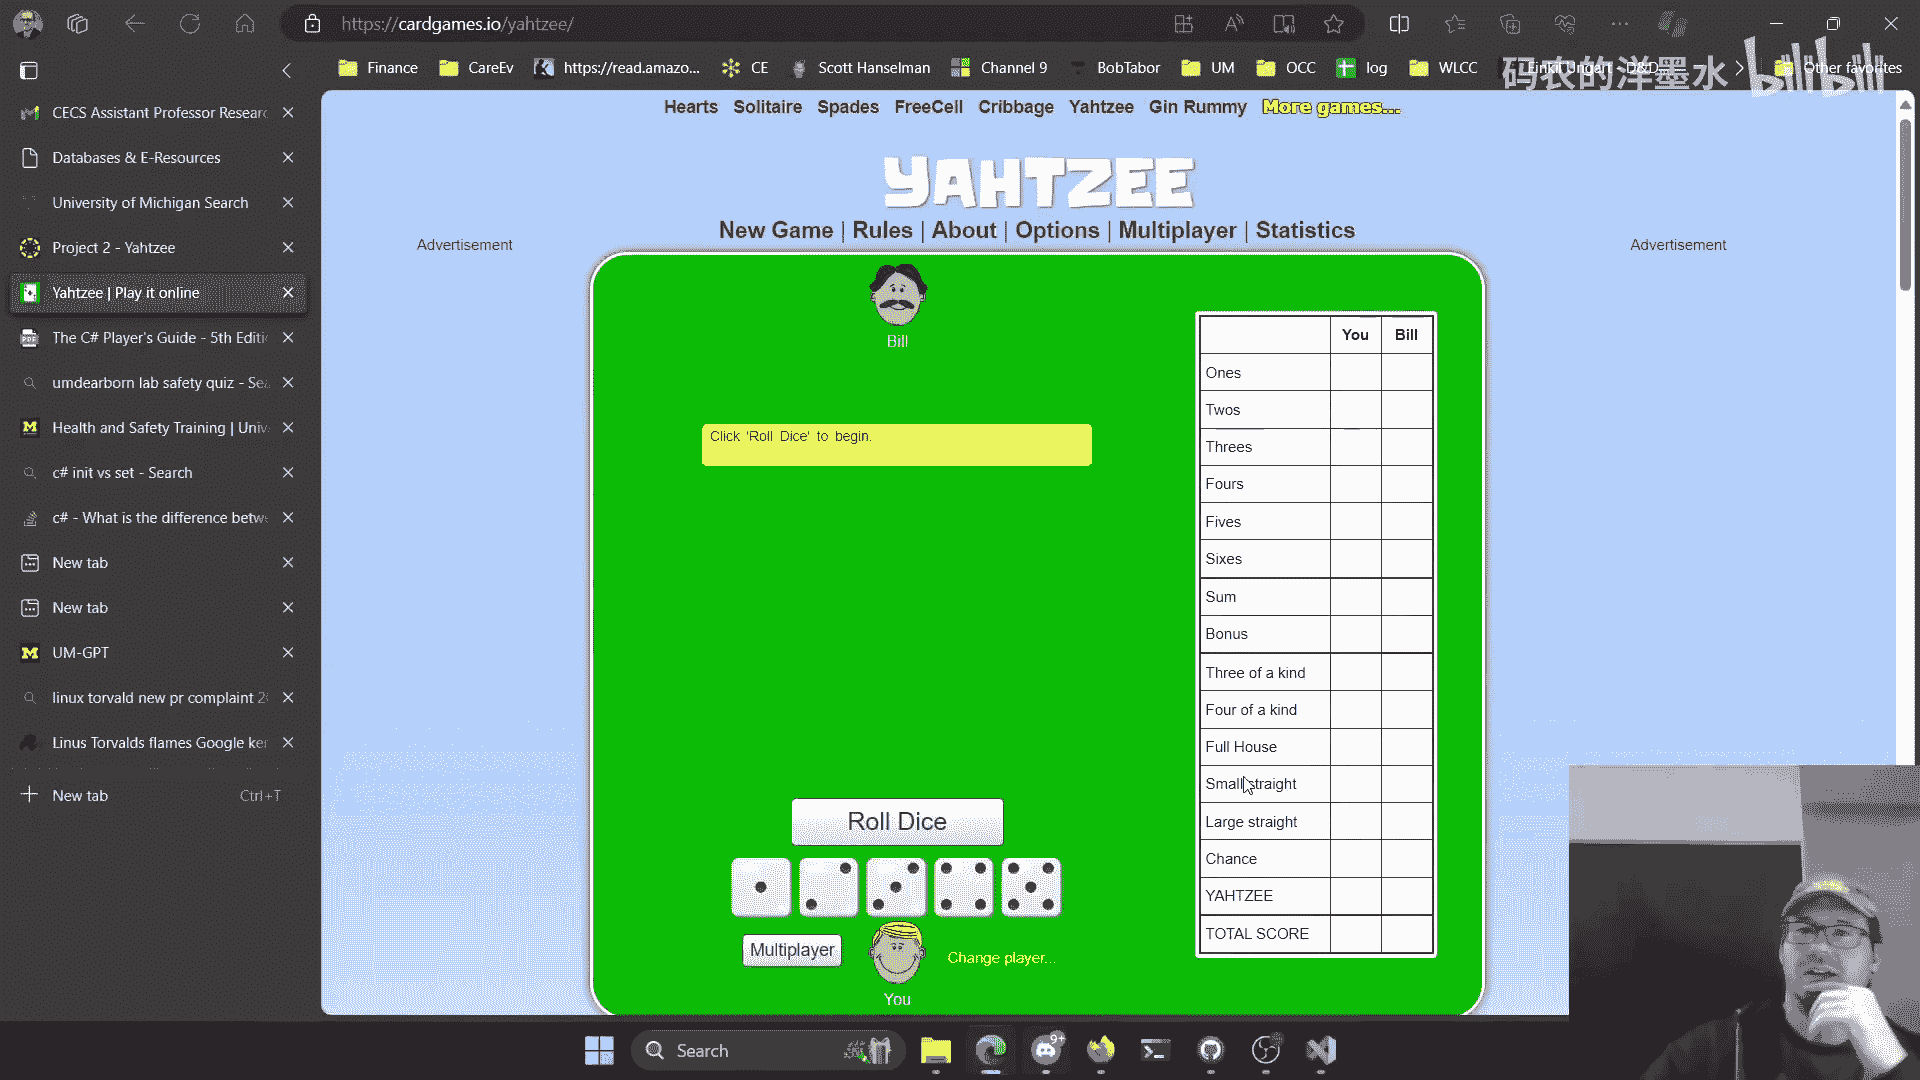 https://cardgames.io/yahtzee/
Finance
CareEv
https://read.amazo...
CE
Scott Hanselman
Channel 9
BobTabor
UM
OCC
log
WLCC
Other favorites
码农的洋墨水 bilibili
CECS Assistant Professor Researc
Databases & E-Resources
University of Michigan Search
Project 2 - Yahtzee
Yahtzee | Play it online
The C# Player's Guide - 5th Editi
umdearborn lab safety quiz - Sea
Health and Safety Training | Univ
c# init vs set - Search
c# - What is the difference betw
New tab
New tab
UM-GPT
linux torvald new pr complaint 2
Linus Torvalds flames Google ker
New tab Ctrl+T
Hearts Solitaire Spades FreeCell Cribbage Yahtzee Gin Rummy More games...
YAHTZEE
New Game | Rules | About | Options | Multiplayer | Statistics
Advertisement
Advertisement
Bill
Click 'Roll Dice' to begin.
Roll Dice
Multiplayer
Change player...
You
You Bill
Ones
Twos
Threes
Fours
Fives
Sixes
Sum
Bonus
Three of a kind
Four of a kind
Full House
Small straight
Large straight
Chance
YAHTZEE
TOTAL SCORE
Search
9+